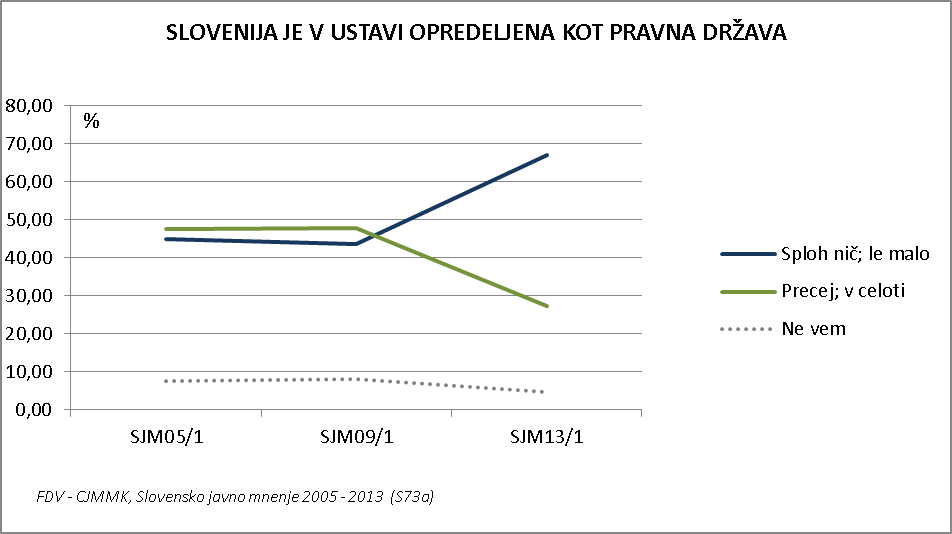 SLOVENIJA JE V USTAVI OPREDELJENA KOT PRAVNA DRŽAVA
80,00
%
70,00
60,00
50,00
40,00
30,00
20,00
10,00
0,00
SJM05/1
SJM09/1
SJM13/1
Sploh nič; le malo
Precej; v celoti
Ne vem
FDV - CJMMK, Slovensko javno mnenje 2005 - 2013 (S73a)